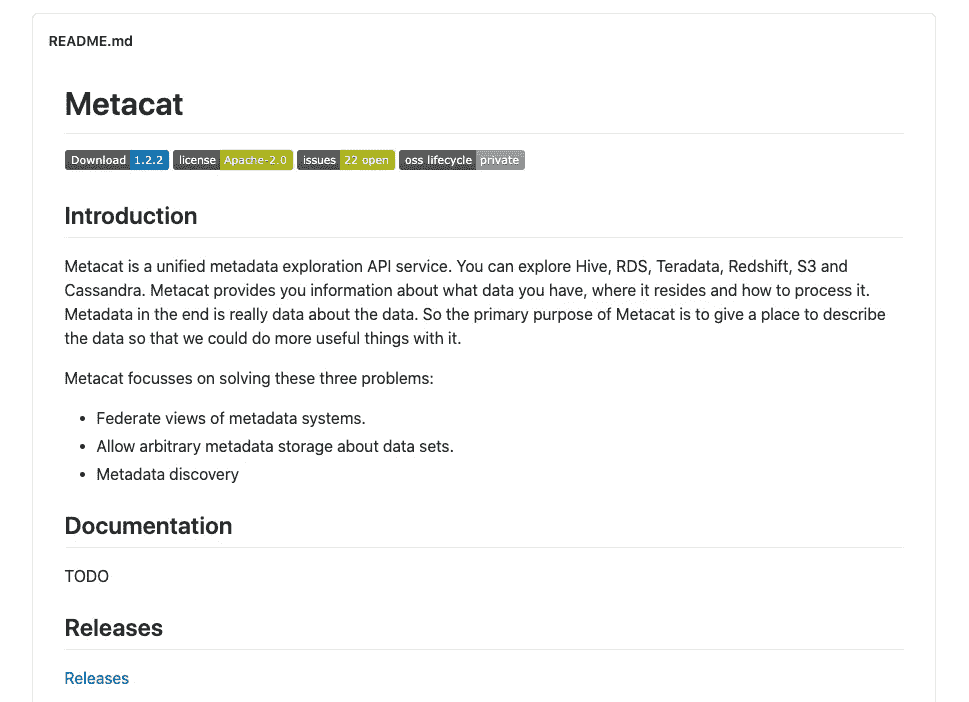 README.md
Metacat
Download 1.2.2 license Apache-2.0 issues 22 open oss lifecycle private
Introduction
Metacat is a unified metadata exploration API service. You can explore Hive, RDS, Teradata, Redshift, S3 and
Cassandra. Metacat provides you information about what data you have, where it resides and how to process it.
Metadata in the end is really data about the data. So the primary purpose of Metacat is to give a place to describe
the data so that we could do more useful things with it.
Metacat focusses on solving these three problems:
• Federate views of metadata systems.
• Allow arbitrary metadata storage about data sets.
• Metadata discovery
Documentation
TODO
Releases
Releases